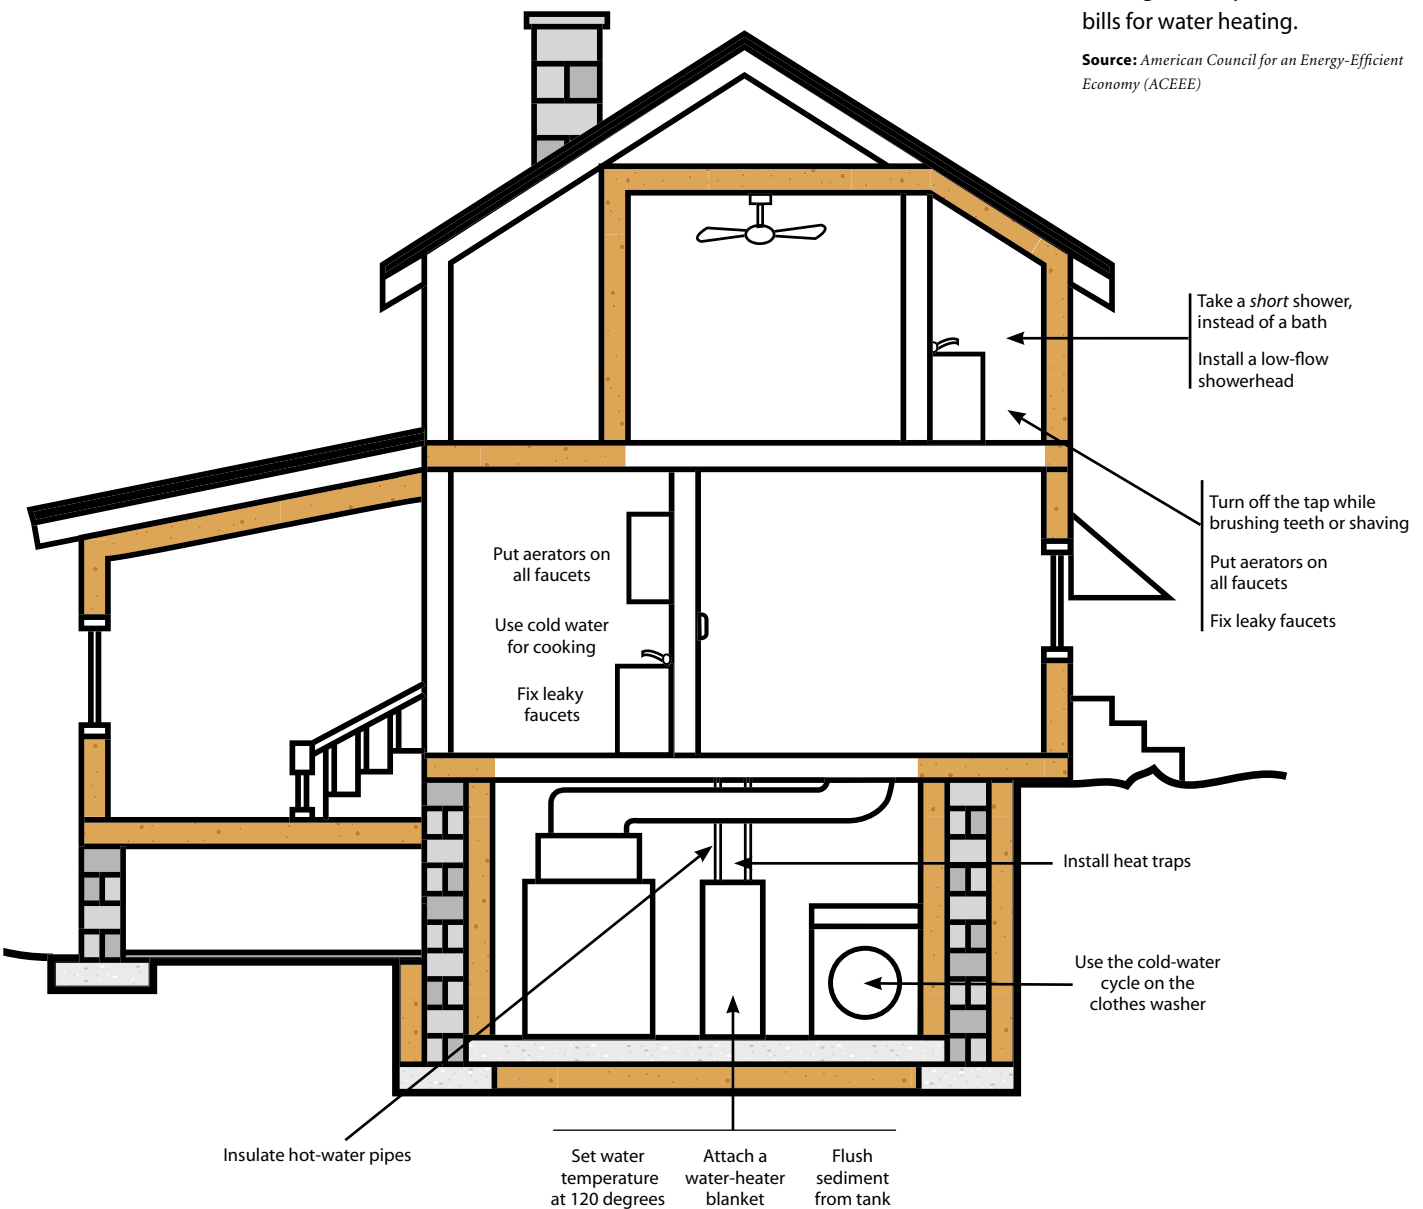 bills for water heating.
Source: American Council for an Energy-Efficient
Economy (ACEEE)
Take a short shower,
instead of a bath
Install a low-flow
showerhead
Turn off the tap while
brushing teeth or shaving
Put aerators on
all faucets
Fix leaky faucets
Put aerators on
all faucets
Use cold water
for cooking
Fix leaky
faucets
Install heat traps
Use the cold-water
cycle on the
clothes washer
Insulate hot-water pipes
Set water
temperature
at 120 degrees
Attach a
water-heater
blanket
Flush
sediment
from tank